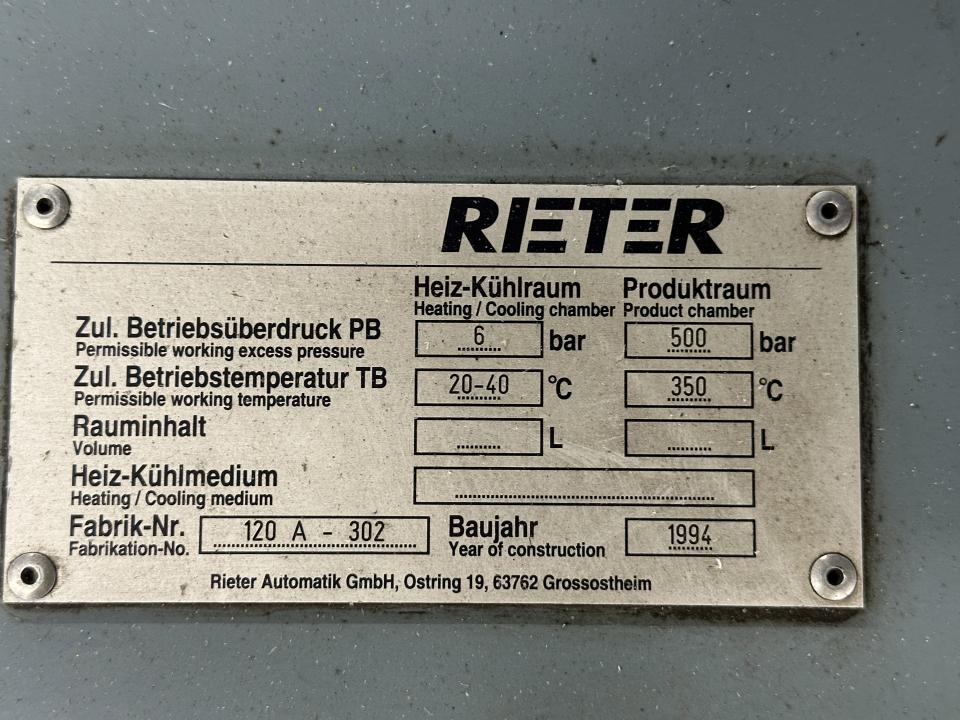 RIETER
Heiz-Kühlraum Produktraum
Heating / Cooling chamber Product chamber
Zul. Betriebsüberdruck PB 6 bar 500 bar
Permissible working excess pressure
Zul. Betriebstemperatur TB 20-40 °C 350 °C
Permissible working temperature
Rauminhalt L L
Volume
Heiz-Kühlmedium
Heating / Cooling medium
Fabrik-Nr. 120 A - 302 Baujahr 1994
Fabrikation-No. Year of construction
Rieter Automatik GmbH, Ostring 19, 63762 Grossostheim